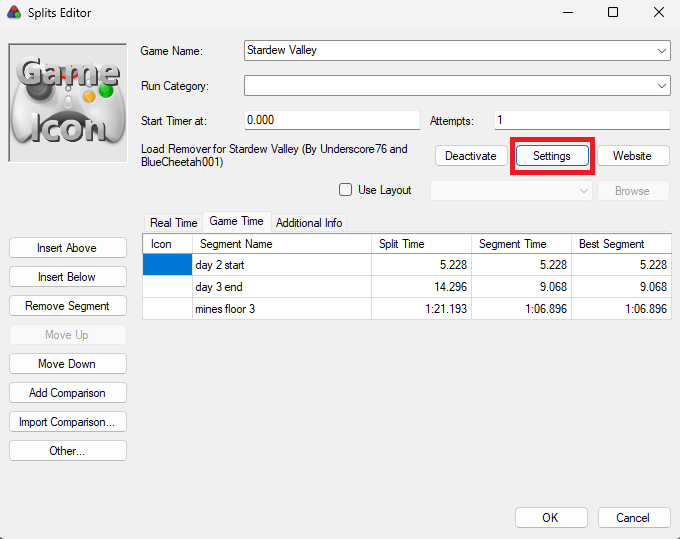 Splits Editor
Game Icon
Game Name:
Stardew Valley
Run Category:
Start Timer at:
0.000
Attempts:
1
Load Remover for Stardew Valley (By Underscore76 and
BlueCheetah001)
Deactivate
Settings
Website
Use Layout
Browse
Real Time
Game Time
Additional Info
Insert Above
Insert Below
Remove Segment
Move Up
Move Down
Add Comparison
Import Comparison...
Other...
Icon Segment Name Split Time Segment Time Best Segment
day 2 start 5.228 5.228 5.228
day 3 end 14.296 9.068 9.068
mines floor 3 1:21.193 1:06.896 1:06.896
OK
Cancel